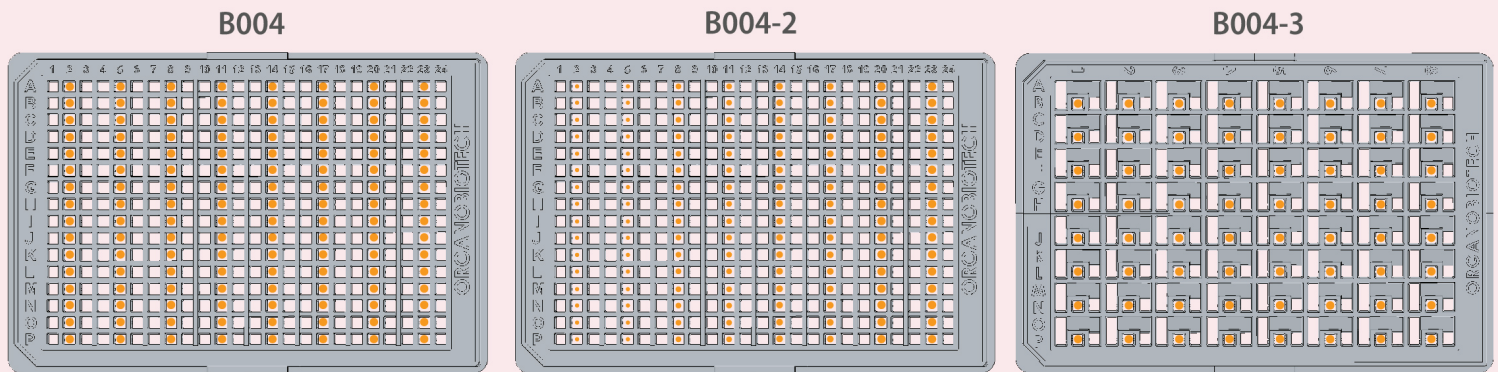 B004
B004-2
B004-3
1 2 3 4 5 6 7 8 9 10 11 12 13 14 15 16 17 18 19 20 21 22 23 24
1 2 3 4 5 6 7 8 9 10 11 12 13 14 15 16 17 18 19 20 21 22 23 24
A
B
C
D
E
F
G
H
I
J
K
L
M
N
O
P
A
B
C
D
E
F
G
H
I
J
K
L
M
N
O
P
ORGANOBIOTECH
ORGANOBIOTECH
ORGANOBIOTECH